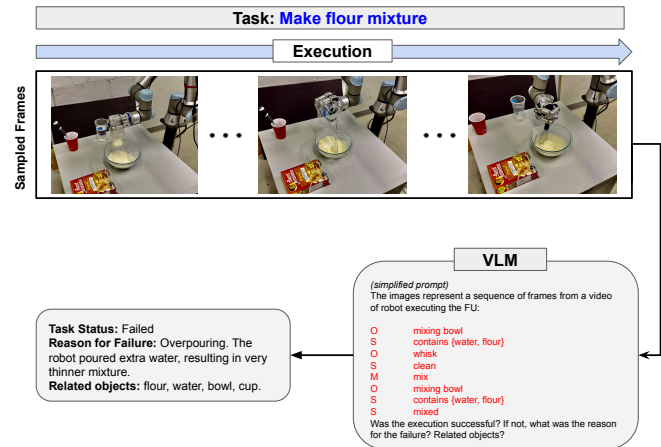 Task: Make flour mixture
Execution
Sampled Frames
VLM
(simplified prompt)
The images represent a sequence of frames from a video
of robot executing the FU:
O mixing bowl
S contains {water, flour}
O whisk
S clean
M mix
O mixing bowl
S contains {water, flour}
S mixed
Was the execution successful? If not, what was the reason
for the failure? Related objects?
Task Status: Failed
Reason for Failure: Overpouring. The
robot poured extra water, resulting in very
thinner mixture.
Related objects: flour, water, bowl, cup.